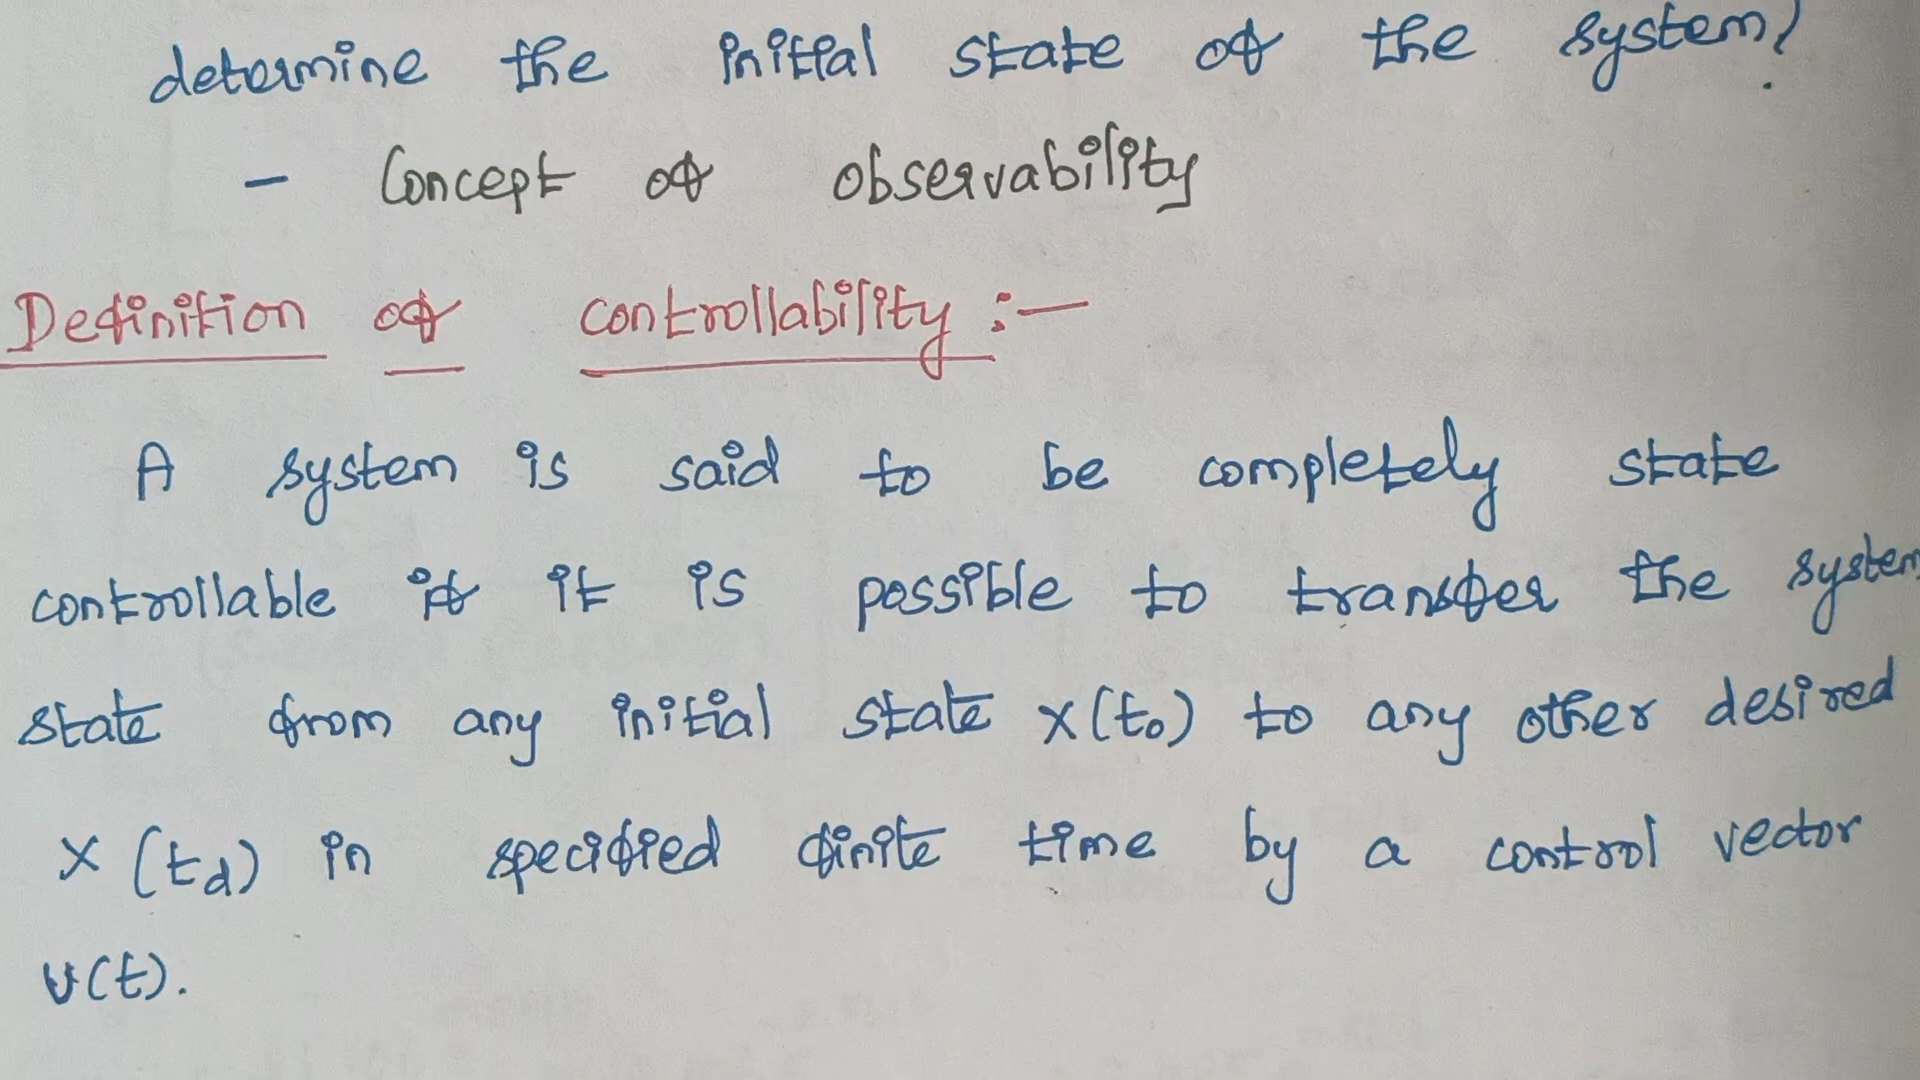 determine the initial state of the system?
- Concept of observability
Definition of controllability :-
A system is said to be completely state
controllable if it is possible to transfer the system
state from any initial state x(t₀) to any other desired
x (td) in specified finite time by a control vector
U(t).